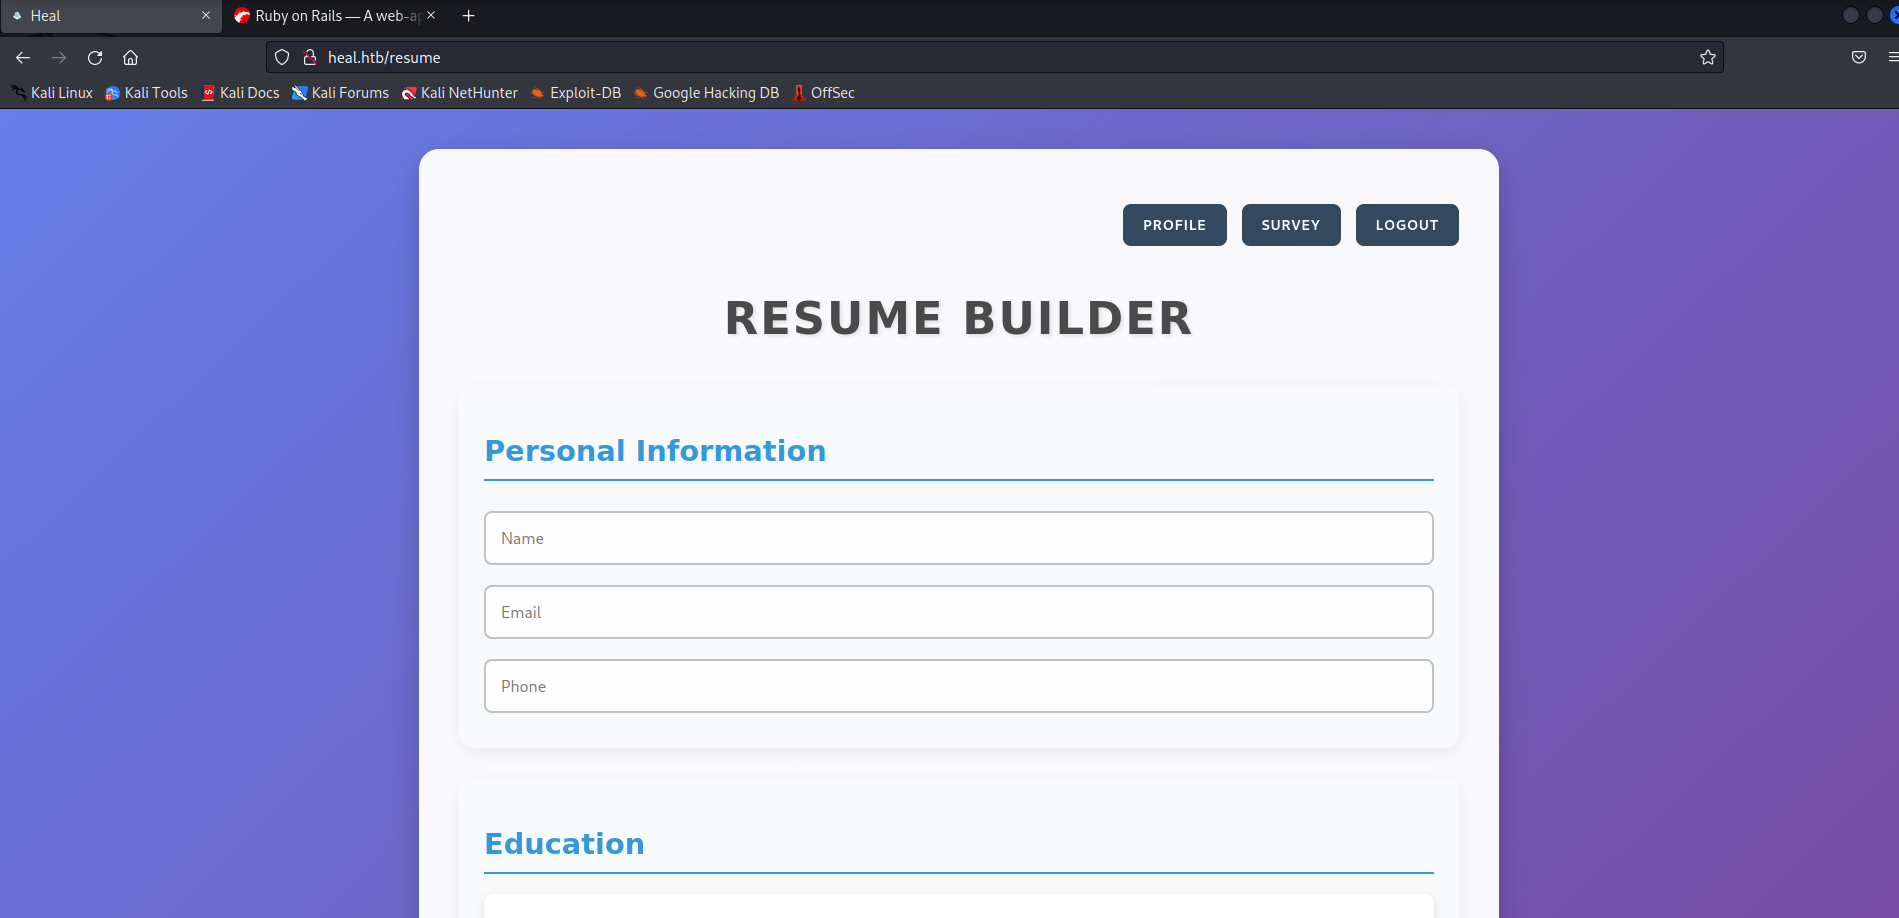 Heal
Ruby on Rails — A web-ap
heal.htb/resume
Kali Linux Kali Tools Kali Docs Kali Forums Kali NetHunter Exploit-DB Google Hacking DB OffSec
PROFILE SURVEY LOGOUT
RESUME BUILDER
Personal Information
Name
Email
Phone
Education